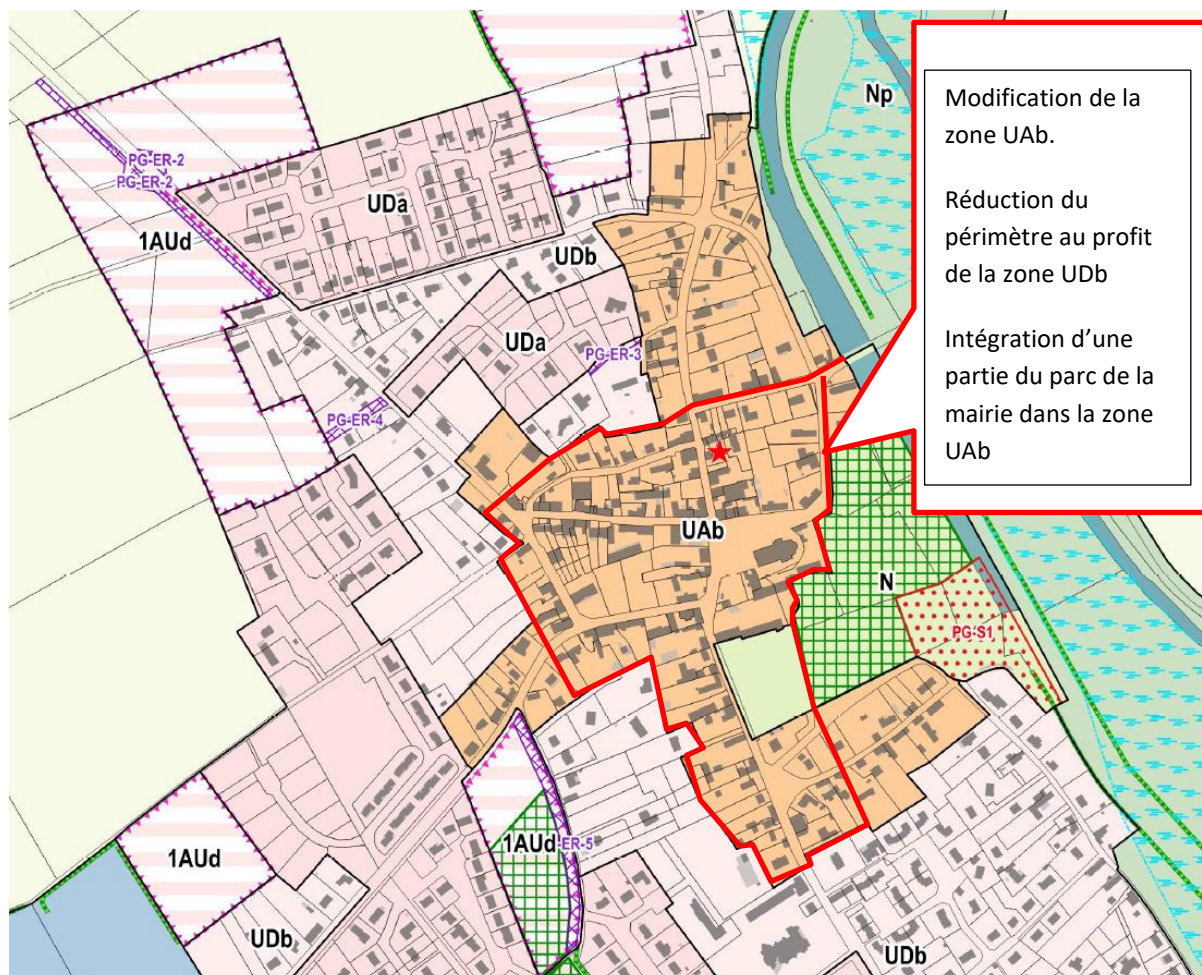 Np
Modification de la
zone UAb.
Réduction du
périmètre au profit
de la zone UDb
Intégration d'une
partie du parc de la
mairie dans la zone
UAb
PG-ER-2
PG-ER-2
UDa
1AUd
UDb
UDa
PG-ER-3
PG-ER-4
UAb
N
PG-S1
1AUd
-ER-5
1AUd
UDb
UDb